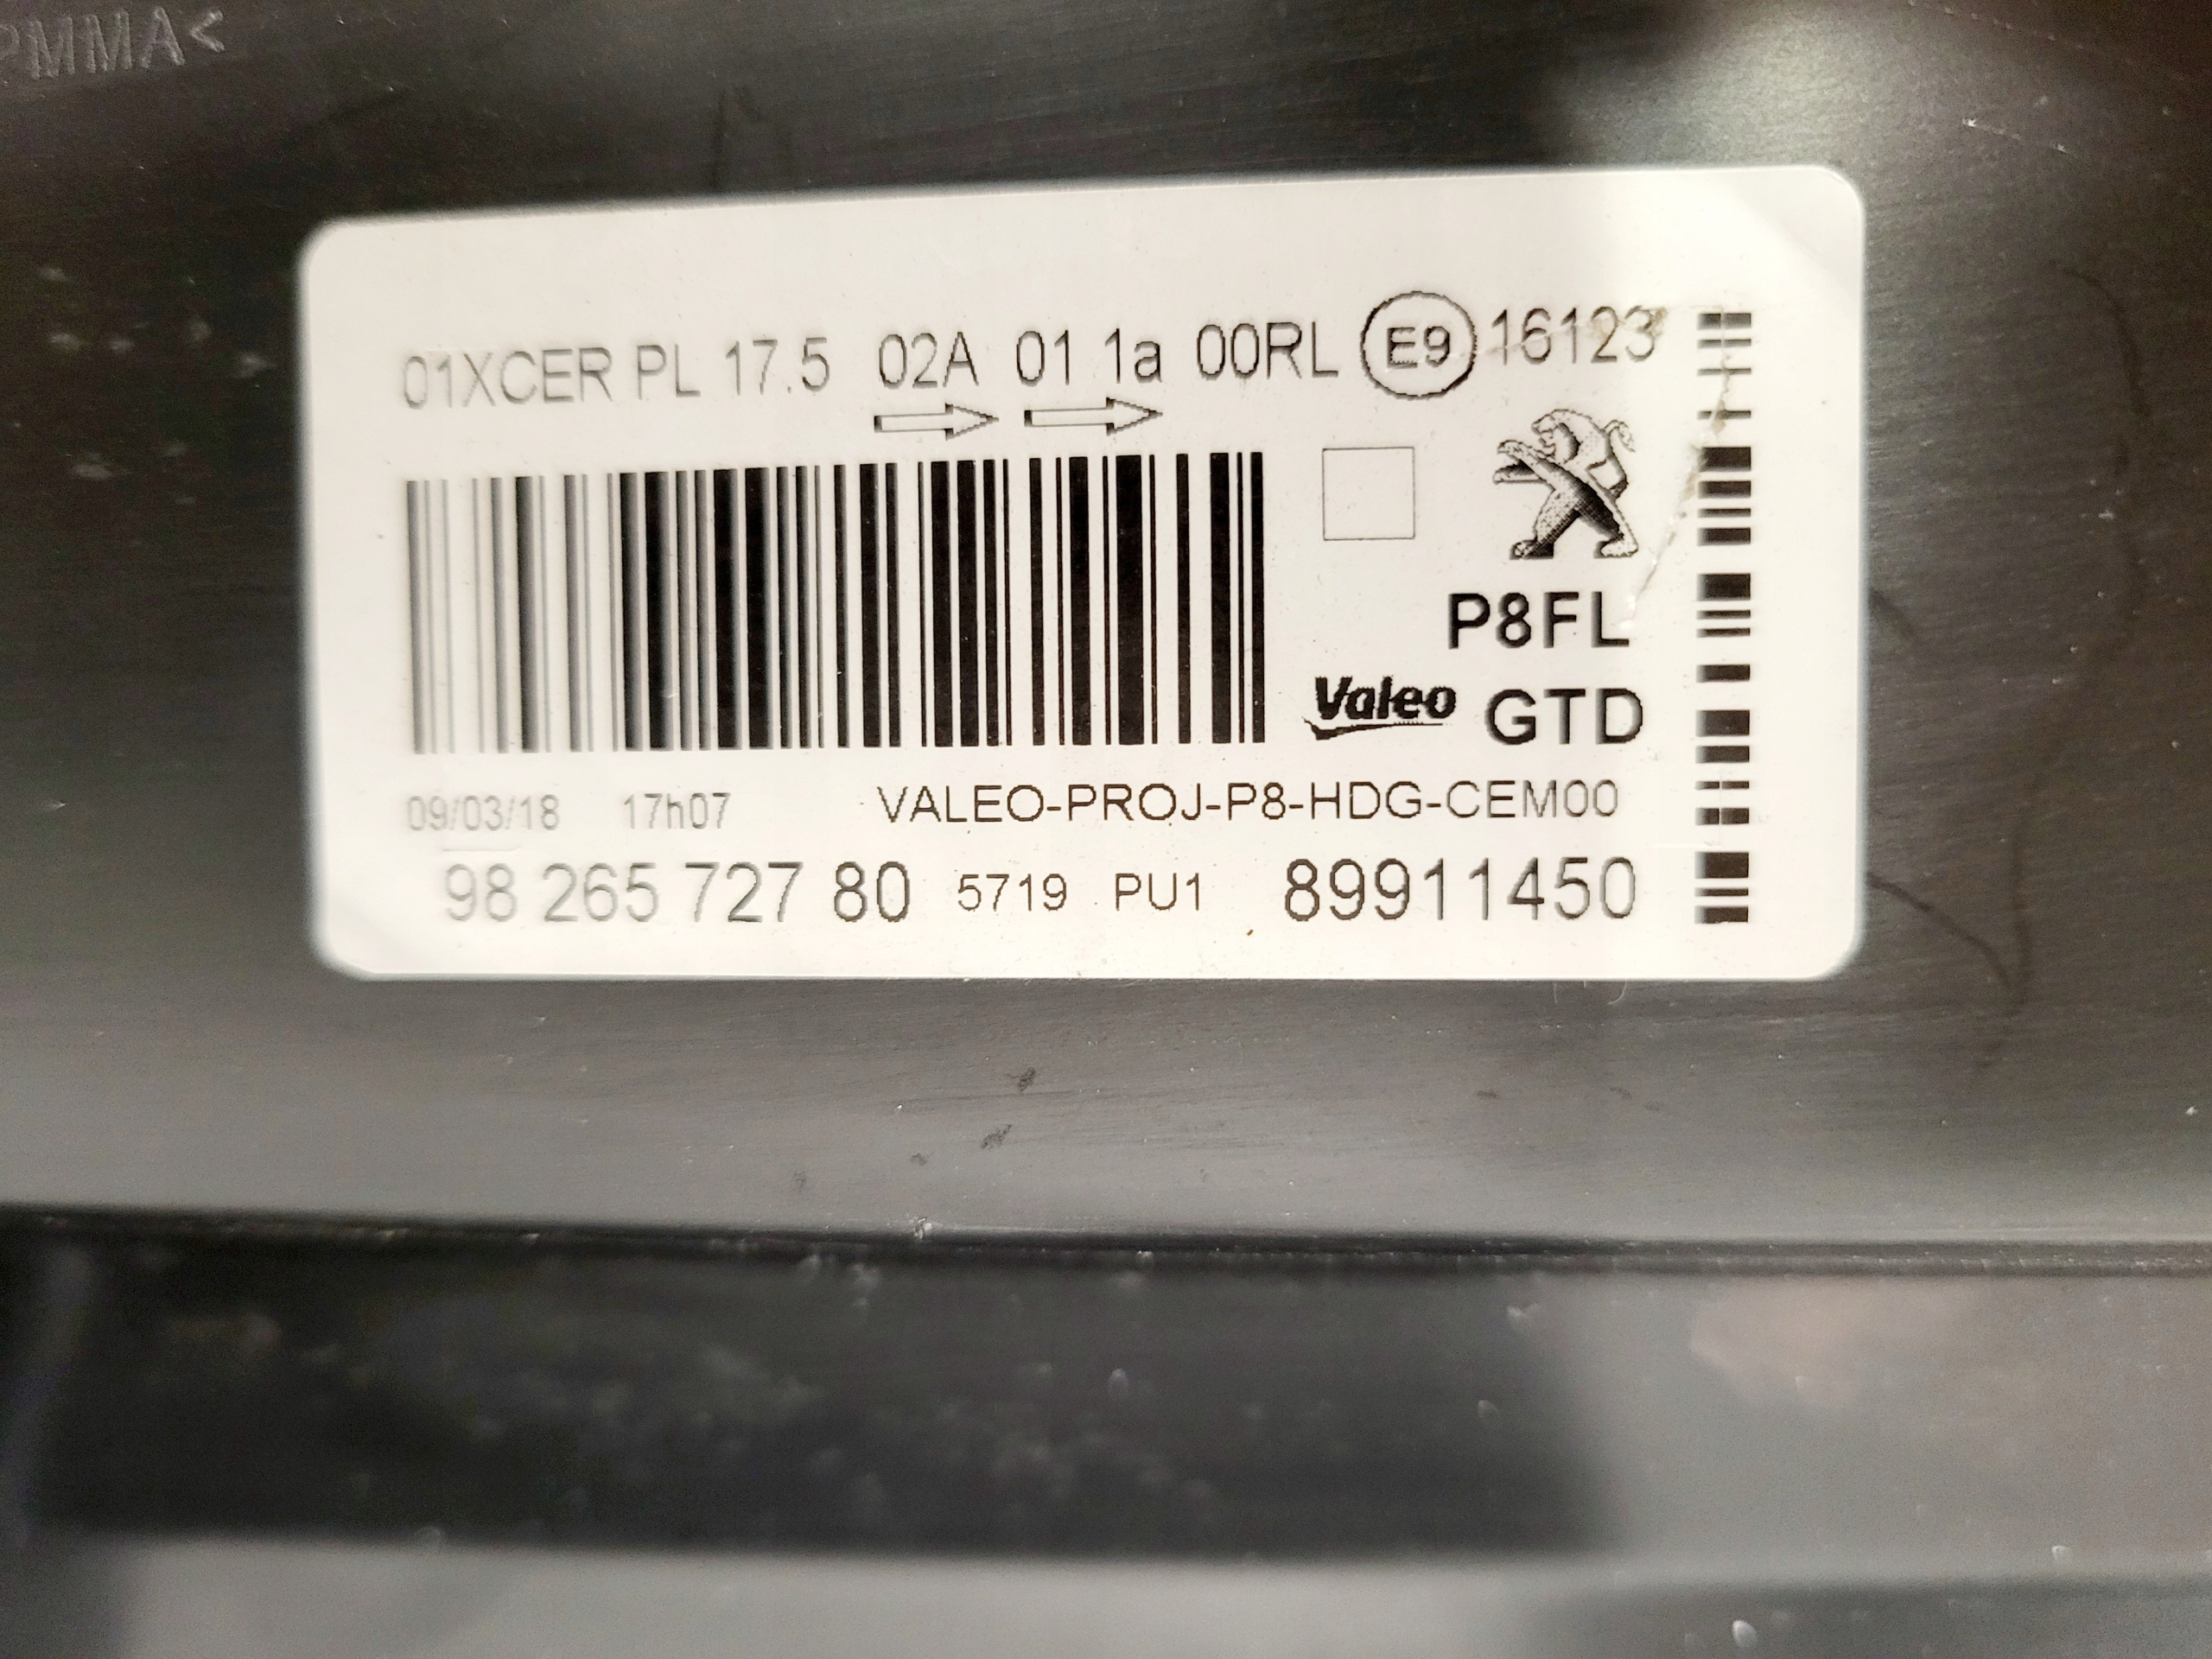 PMMA<
01XCER PL 17.5 02A 01 1a 00RL E9 16123
P8FL
Valeo GTD
09/03/18 17h07 VALEO-PROJ-P8-HDG-CEM00
98 265 727 80 5719 PU1 89911450